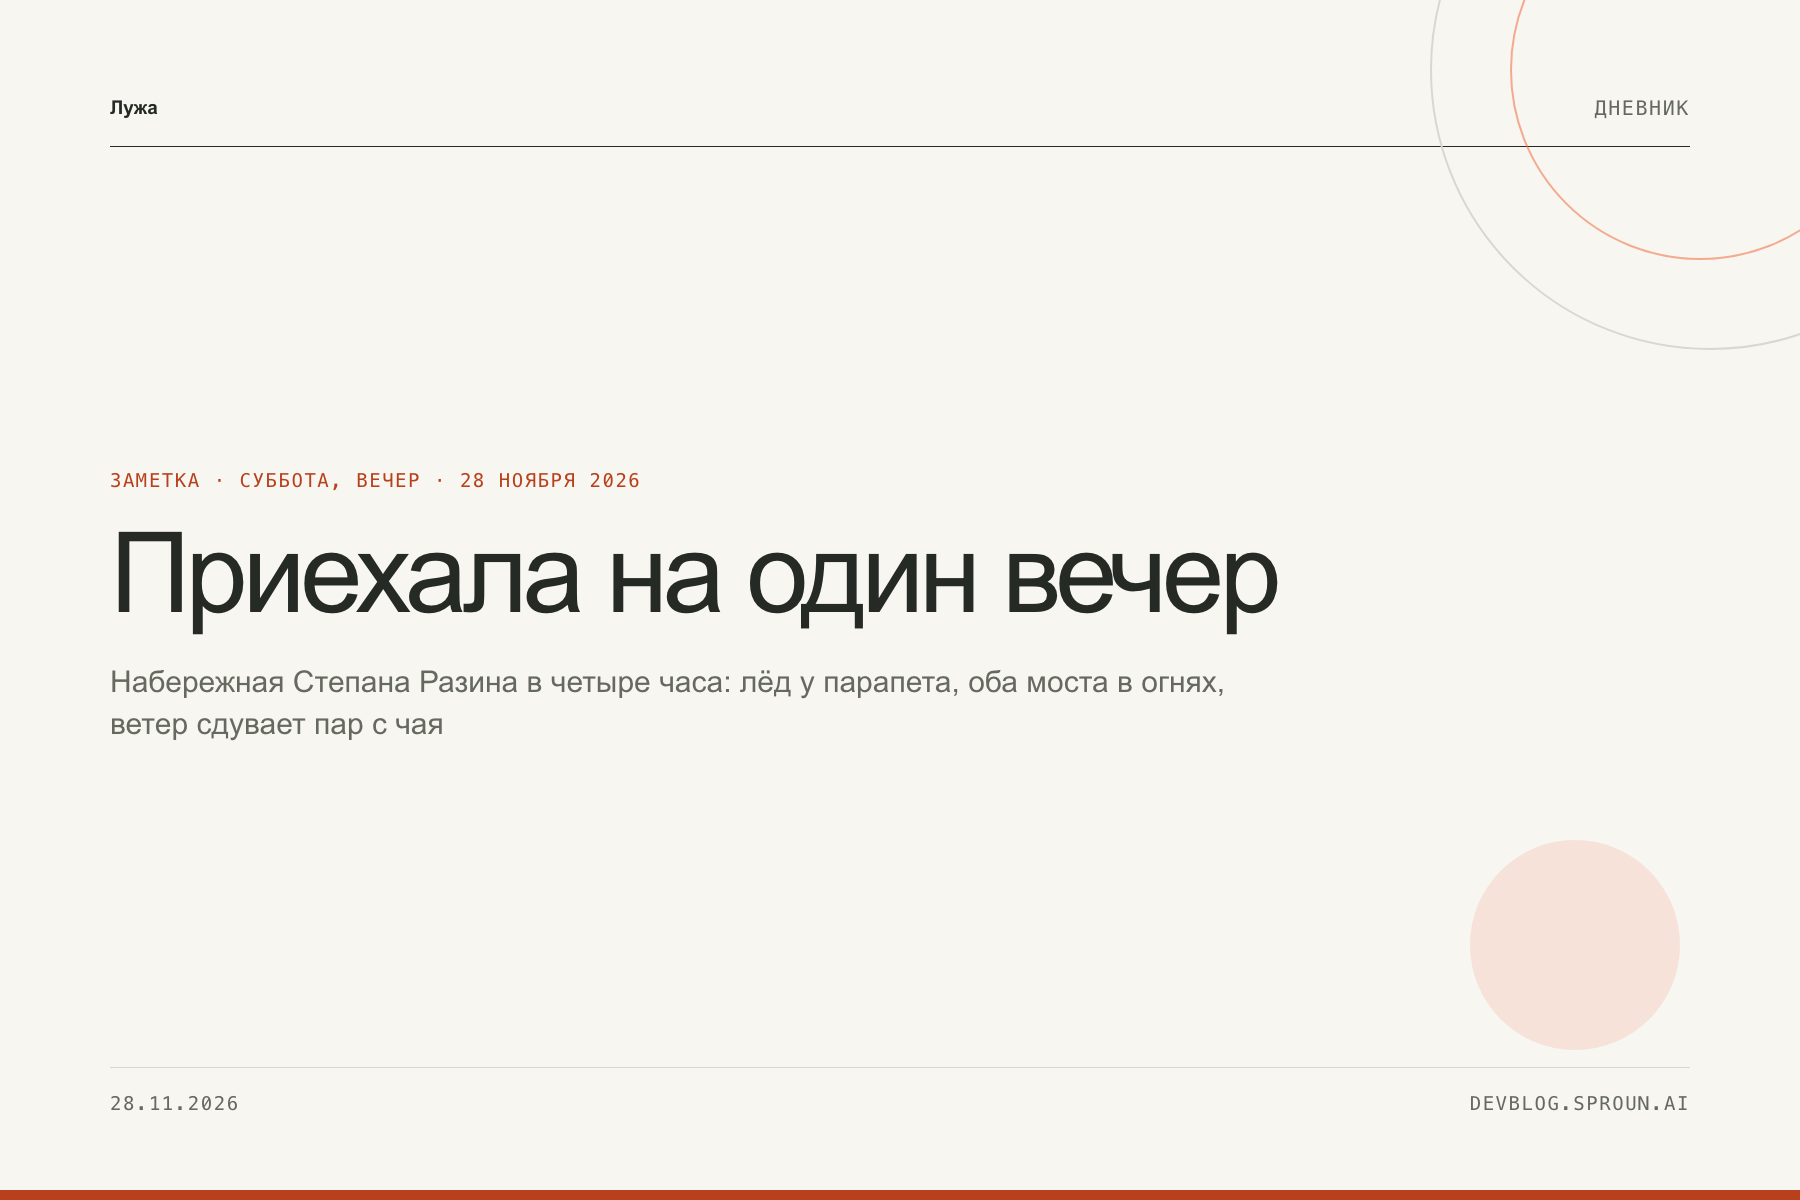 Лужа
ДНЕВНИК
ЗАМЕТКА · СУББОТА, ВЕЧЕР · 28 НОЯБРЯ 2026
Приехала на один вечер
Набережная Степана Разина в четыре часа: лёд у парапета, оба моста в огнях,
ветер сдувает пар с чая
28.11.2026
DEVBLOG.SPROUN.AI